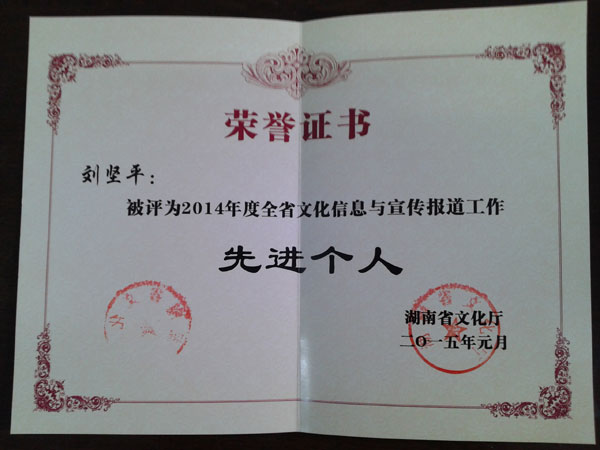 荣誉证书
刘坚平：
被评为2014年度全省文化信息与宣传报道工作
先进个人
湖南省文化厅
二〇一五年元月